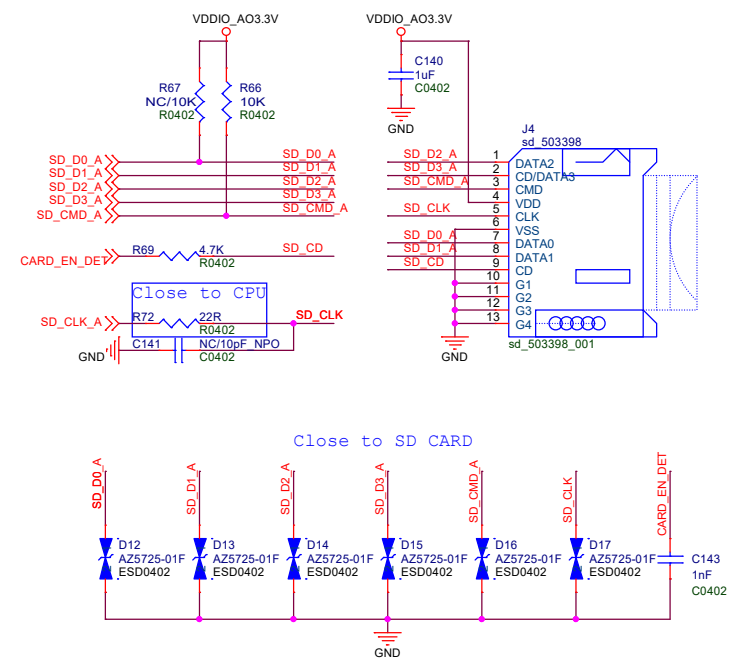 VDDIO_AO3.3V
VDDIO_AO3.3V
C140
1uF
C0402
GND
R67
NC/10K
R0402
R66
10K
R0402
J4
sd_503398
SD_D0_A
SD_D1_A
SD_D2_A
SD_D3_A
SD_CMD_A
SD_D0_A
SD_D1_A
SD_D2_A
SD_D3_A
SD_CMD_A
SD_D2_A
SD_D3_A
SD_CMD_A
SD_CLK
SD_D0_A
SD_D1_A
SD_CD
1 DATA2
2 CD/DATA3
3 CMD
4 VDD
5 CLK
6 VSS
7 DATA0
8 DATA1
9 CD
10 G1
11 G2
12 G3
13 G4
sd_503398_001
GND
CARD_EN_DET
R69
4.7K
R0402
SD_CD
Close to CPU
SD_CLK_A
R72
22R
R0402
SD_CLK
GND
C141
NC/10pF_NPO
C0402
Close to SD CARD
SD_D0_A
SD_D1_A
SD_D2_A
SD_D3_A
SD_CMD_A
SD_CLK
CARD_EN_DET
D12
AZ5725-01F
ESD0402
D13
AZ5725-01F
ESD0402
D14
AZ5725-01F
ESD0402
D15
AZ5725-01F
ESD0402
D16
AZ5725-01F
ESD0402
D17
AZ5725-01F
ESD0402
C143
1nF
C0402
GND